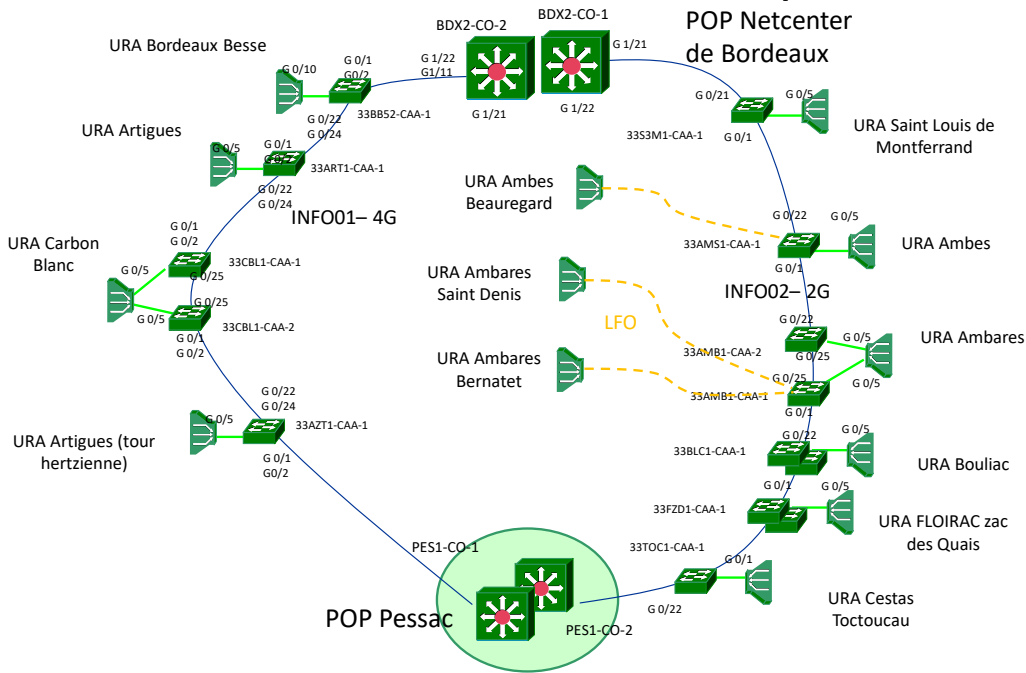 BDX2-CO-1
POP Netcenter
de Bordeaux
BDX2-CO-2
URA Bordeaux Besse
G 0/10
G 0/1
G0/2
G 1/22
G1/11
G 1/21
G 1/21
G 1/22
33BB52-CAA-1
G 0/22
G 0/24
URA Artigues
G 0/5
G 0/1
G 0/2
33ART1-CAA-1
G 0/22
G 0/24
INFO01– 4G
G 0/21
G 0/5
33S3M1-CAA-1
G 0/1
URA Saint Louis de
Montferrand
URA Ambes
Beauregard
G 0/22
G 0/5
33AMS1-CAA-1
G 0/1
URA Ambes
URA Carbon
Blanc
G 0/1
G 0/2
G 0/5
33CBL1-CAA-1
G 0/25
G 0/25
G 0/5
33CBL1-CAA-2
G 0/1
G 0/2
URA Ambares
Saint Denis
INFO02– 2G
LFO
G 0/22
G 0/5
33AMB1-CAA-2
G 0/25
URA Ambares
URA Ambares
Bernatet
G 0/25
G 0/5
33AMB1-CAA-1
G 0/1
G 0/22
G 0/24
G 0/5
33AZT1-CAA-1
URA Artigues (tour
hertzienne)
G 0/1
G0/2
G 0/22
G 0/5
33BLC1-CAA-1
URA Bouliac
G 0/1
G 0/5
33FZD1-CAA-1
URA FLOIRAC zac
des Quais
33TOC1-CAA-1
G 0/1
G 0/22
URA Cestas
Toctoucau
PES1-CO-1
POP Pessac
PES1-CO-2